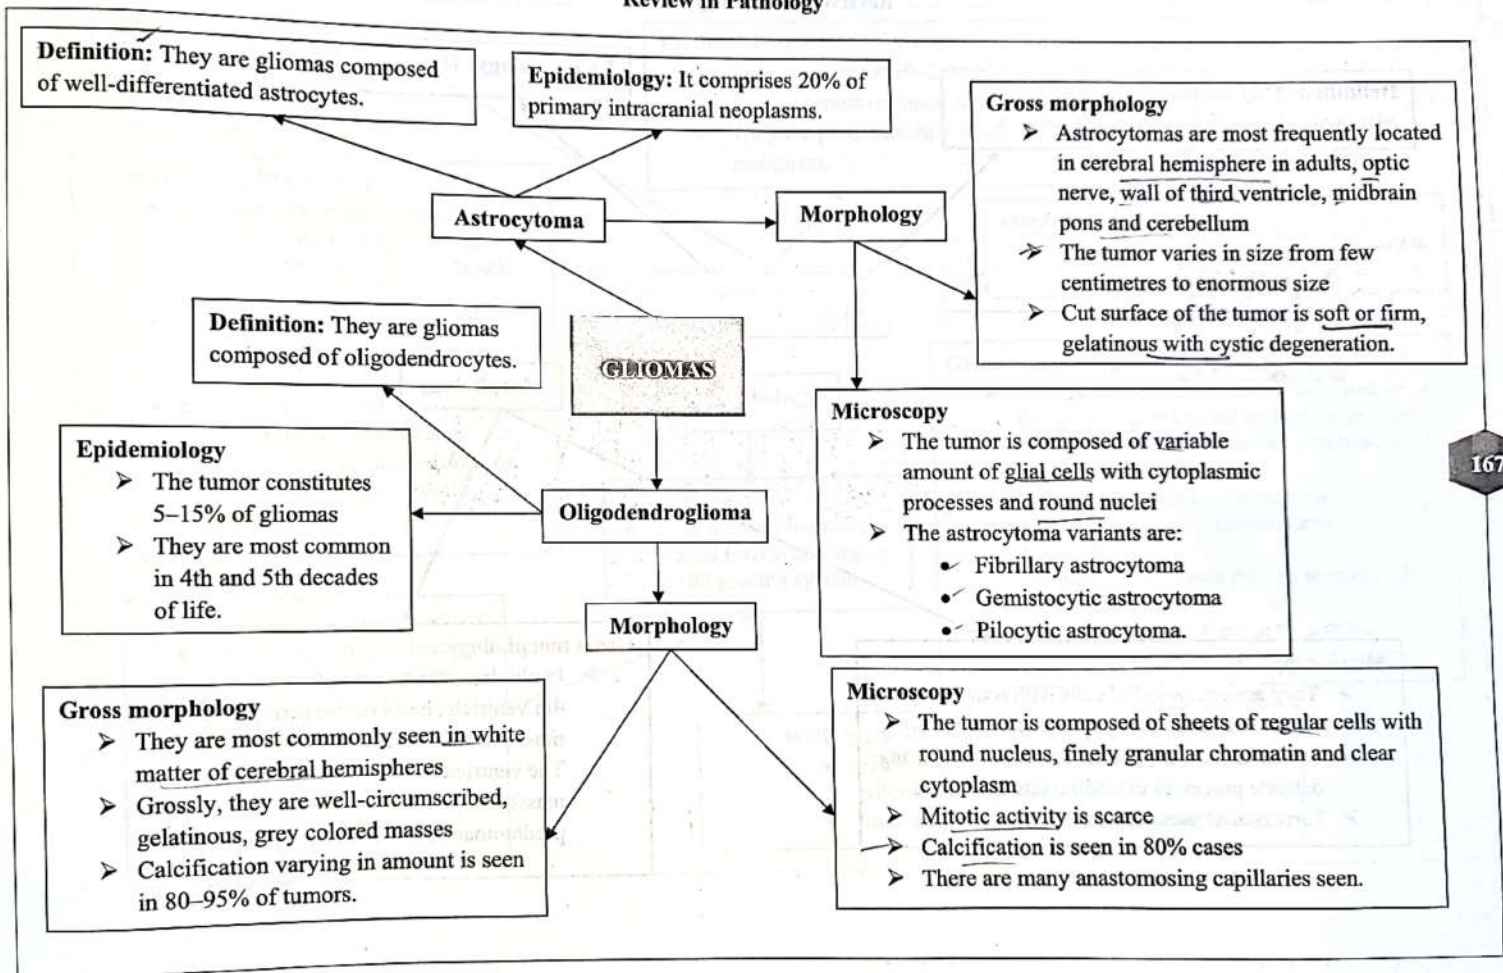 Review in Pathology
Definition: They are gliomas composed
of well-differentiated astrocytes.
Epidemiology: It comprises 20% of
primary intracranial neoplasms.
Gross morphology
➢ Astrocytomas are most frequently located
in cerebral hemisphere in adults, optic
nerve, wall of third ventricle, midbrain
pons and cerebellum
➢ The tumor varies in size from few
centimetres to enormous size
➢ Cut surface of the tumor is soft or firm,
gelatinous with cystic degeneration.
Astrocytoma
Morphology
Definition: They are gliomas
composed of oligodendrocytes.
GLIOMAS
Microscopy
➢ The tumor is composed of variable
amount of glial cells with cytoplasmic
processes and round nuclei
➢ The astrocytoma variants are:
• Fibrillary astrocytoma
• Gemistocytic astrocytoma
• Pilocytic astrocytoma.
167
Epidemiology
➢ The tumor constitutes
5–15% of gliomas
➢ They are most common
in 4th and 5th decades
of life.
Oligodendroglioma
Morphology
Gross morphology
➢ They are most commonly seen in white
matter of cerebral hemispheres
➢ Grossly, they are well-circumscribed,
gelatinous, grey colored masses
➢ Calcification varying in amount is seen
in 80–95% of tumors.
Microscopy
➢ The tumor is composed of sheets of regular cells with
round nucleus, finely granular chromatin and clear
cytoplasm
➢ Mitotic activity is scarce
➢ Calcification is seen in 80% cases
➢ There are many anastomosing capillaries seen.